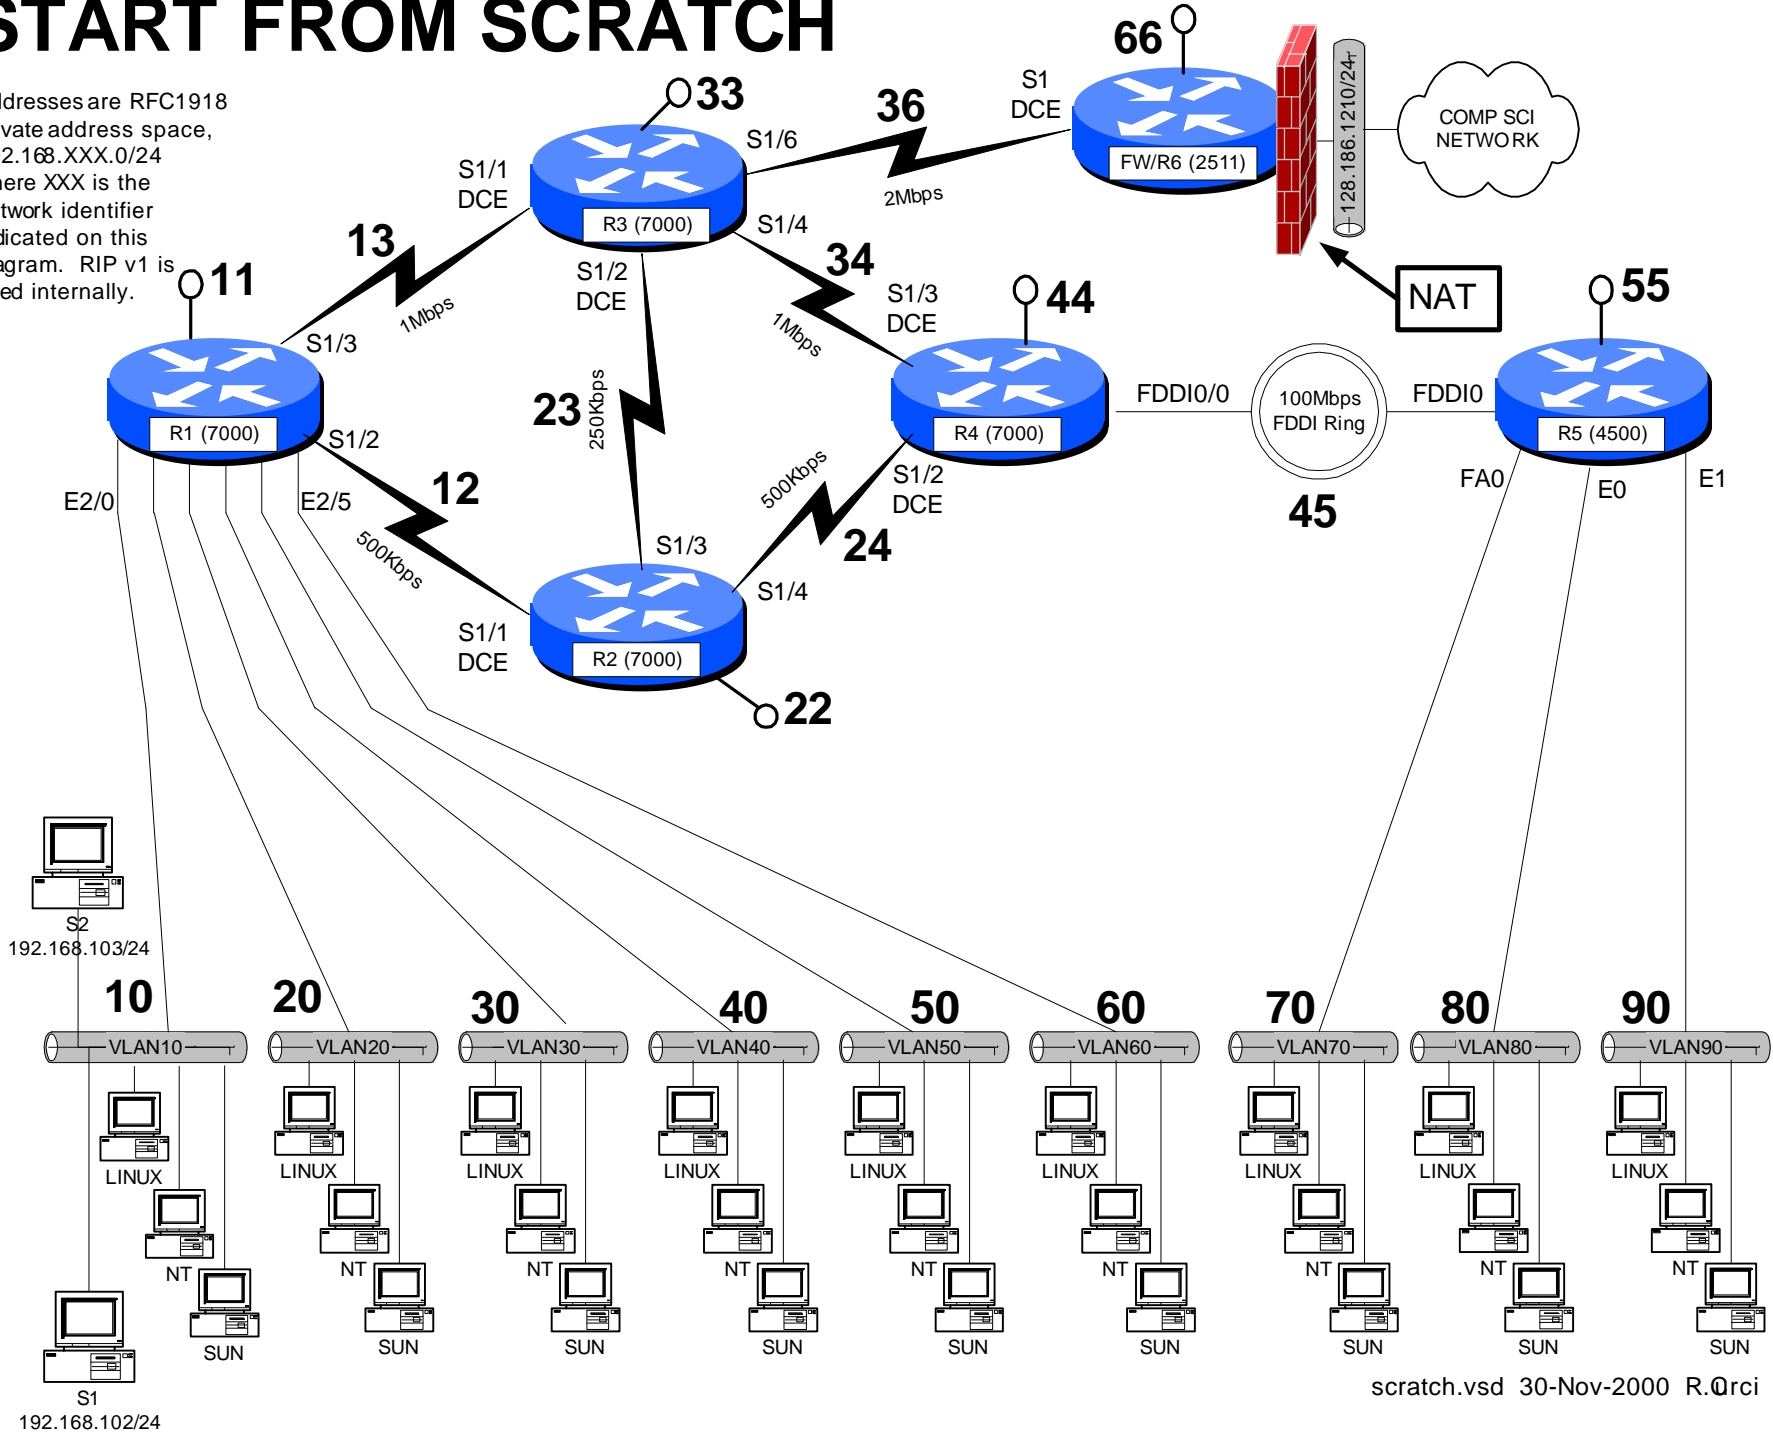 START FROM SCRATCH
ddresses are RFC1918
ivate address space,
2.168.XXX.0/24
here XXX is the
twork identifier
dicated on this
agram. RIP v1 is
ed internally.
66
S1
DCE
FW/R6 (2511)
128.186.1210/24
COMP SCI
NETWORK
NAT
33
36
2Mbps
S1/6
S1/1
DCE
R3 (7000)
S1/4
S1/2
DCE
13
1Mbps
34
1Mbps
11
S1/3
R1 (7000)
S1/2
E2/0
E2/5
12
500Kbps
23
250Kbps
S1/3
DCE
44
R4 (7000)
S1/2
DCE
500Kbps
24
FDDI0/0
100Mbps
FDDI Ring
45
FDDI0
55
R5 (4500)
FA0
E0
E1
S1/3
S1/4
S1/1
DCE
R2 (7000)
22
S2
192.168.103/24
10
20
30
40
50
60
70
80
90
VLAN10
VLAN20
VLAN30
VLAN40
VLAN50
VLAN60
VLAN70
VLAN80
VLAN90
LINUX
LINUX
LINUX
LINUX
LINUX
LINUX
LINUX
LINUX
LINUX
NT
NT
NT
NT
NT
NT
NT
NT
NT
SUN
SUN
SUN
SUN
SUN
SUN
SUN
SUN
SUN
S1
192.168.102/24
scratch.vsd 30-Nov-2000